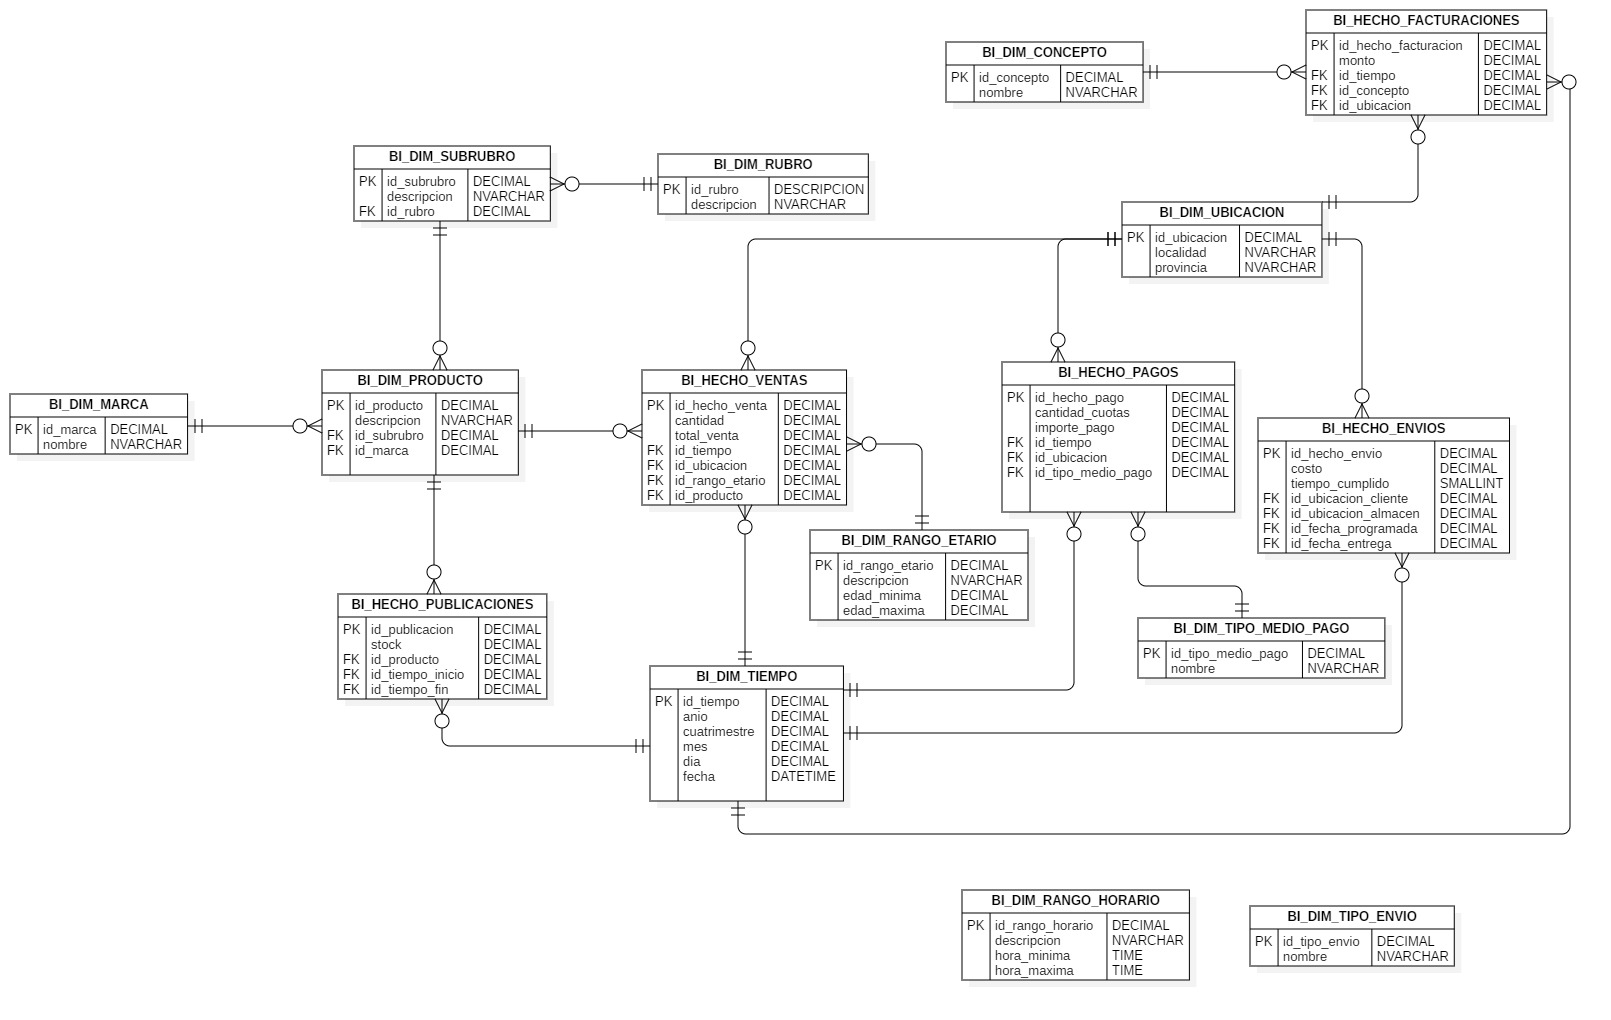 BI_HECHO_FACTURACIONES
PK id_hecho_facturacion DECIMAL
monto DECIMAL
FK id_tiempo DECIMAL
FK id_concepto DECIMAL
FK id_ubicacion DECIMAL
BI_DIM_CONCEPTO
PK id_concepto DECIMAL
nombre NVARCHAR
BI_DIM_SUBRUBRO
PK id_subrubro DECIMAL
descripcion NVARCHAR
FK id_rubro DECIMAL
BI_DIM_RUBRO
PK id_rubro DESCRIPCION
descripcion NVARCHAR
BI_DIM_UBICACION
PK id_ubicacion DECIMAL
localidad NVARCHAR
provincia NVARCHAR
BI_DIM_MARCA
PK id_marca DECIMAL
nombre NVARCHAR
BI_DIM_PRODUCTO
PK id_producto DECIMAL
descripcion NVARCHAR
FK id_subrubro DECIMAL
FK id_marca DECIMAL
BI_HECHO_VENTAS
PK id_hecho_venta DECIMAL
cantidad DECIMAL
total_venta DECIMAL
FK id_tiempo DECIMAL
FK id_ubicacion DECIMAL
FK id_rango_etario DECIMAL
FK id_producto DECIMAL
BI_HECHO_PAGOS
PK id_hecho_pago DECIMAL
cantidad_cuotas DECIMAL
importe_pago DECIMAL
FK id_tiempo DECIMAL
FK id_ubicacion DECIMAL
FK id_tipo_medio_pago DECIMAL
BI_HECHO_ENVIOS
PK id_hecho_envio DECIMAL
costo DECIMAL
tiempo_cumplido SMALLINT
FK id_ubicacion_cliente DECIMAL
FK id_ubicacion_almacen DECIMAL
FK id_fecha_programada DECIMAL
FK id_fecha_entrega DECIMAL
BI_DIM_RANGO_ETARIO
PK id_rango_etario DECIMAL
descripcion NVARCHAR
edad_minima DECIMAL
edad_maxima DECIMAL
BI_HECHO_PUBLICACIONES
PK id_publicacion DECIMAL
stock DECIMAL
FK id_producto DECIMAL
FK id_tiempo_inicio DECIMAL
FK id_tiempo_fin DECIMAL
BI_DIM_TIPO_MEDIO_PAGO
PK id_tipo_medio_pago DECIMAL
nombre NVARCHAR
BI_DIM_TIEMPO
PK id_tiempo DECIMAL
anio DECIMAL
cuatrimestre DECIMAL
mes DECIMAL
dia DECIMAL
fecha DATETIME
BI_DIM_RANGO_HORARIO
PK id_rango_horario DECIMAL
descripcion NVARCHAR
hora_minima TIME
hora_maxima TIME
BI_DIM_TIPO_ENVIO
PK id_tipo_envio DECIMAL
nombre NVARCHAR